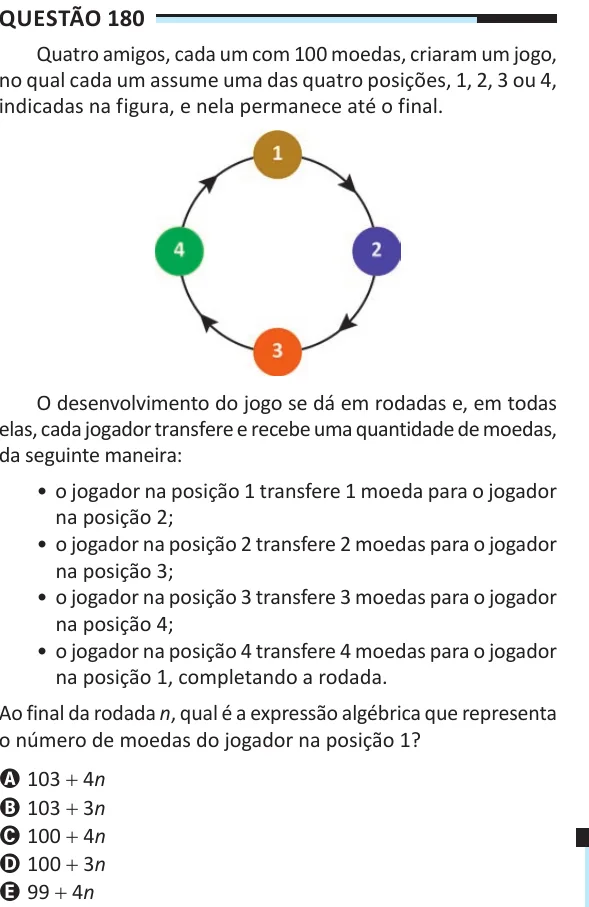 QUESTÃO 180
Quatro amigos, cada um com 100 moedas, criaram um jogo,
no qual cada um assume uma das quatro posições, 1, 2, 3 ou 4,
indicadas na figura, e nela permanece até o final.
1
4
2
3
O desenvolvimento do jogo se dá em rodadas e, em todas
elas, cada jogador transfere e recebe uma quantidade de moedas,
da seguinte maneira:
• o jogador na posição 1 transfere 1 moeda para o jogador
na posição 2;
• o jogador na posição 2 transfere 2 moedas para o jogador
na posição 3;
• o jogador na posição 3 transfere 3 moedas para o jogador
na posição 4;
• o jogador na posição 4 transfere 4 moedas para o jogador
na posição 1, completando a rodada.
Ao final da rodada n, qual é a expressão algébrica que representa
o número de moedas do jogador na posição 1?
A 103 + 4n
B 103 + 3n
C 100 + 4n
D 100 + 3n
E 99 + 4n